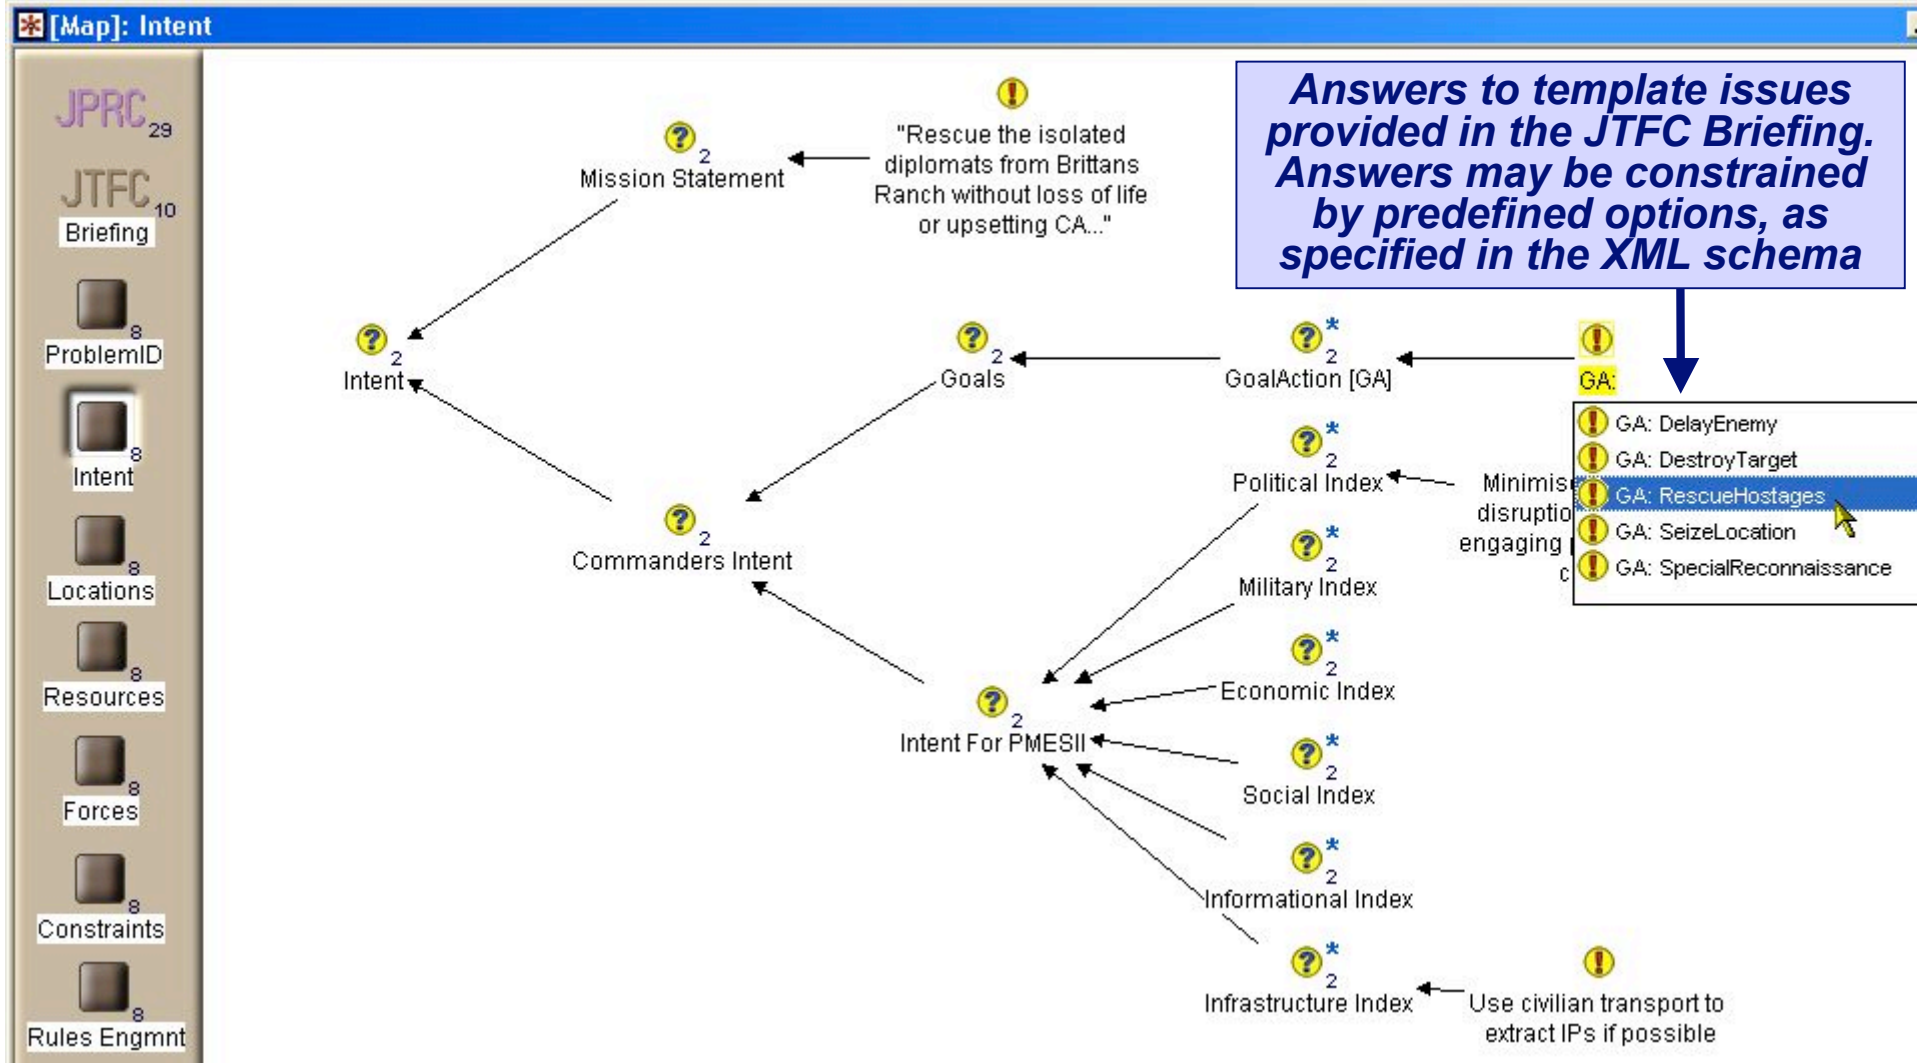 [Map]: Intent
JPRC 29
JTFC 10
Briefing
8
ProblemID
8
Intent
8
Locations
8
Resources
8
Forces
8
Constraints
8
Rules Engmnt
? 2
Mission Statement
!
"Rescue the isolated
diplomats from Brittans
Ranch without loss of life
or upsetting CA..."
Answers to template issues
provided in the JTFC Briefing.
Answers may be constrained
by predefined options, as
specified in the XML schema
? 2
Intent
? 2
Goals
? * 2
GoalAction [GA]
!
GA:
! GA: DelayEnemy
! GA: DestroyTarget
! GA: RescueHostages
! GA: SeizeLocation
! GA: SpecialReconnaissance
? 2
Commanders Intent
? * 2
Political Index
engaging
? * 2
Military Index
? * 2
Economic Index
? 2
Intent For PMESII
? * 2
Social Index
? * 2
Informational Index
? * 2
Infrastructure Index
!
Use civilian transport to
extract IPs if possible